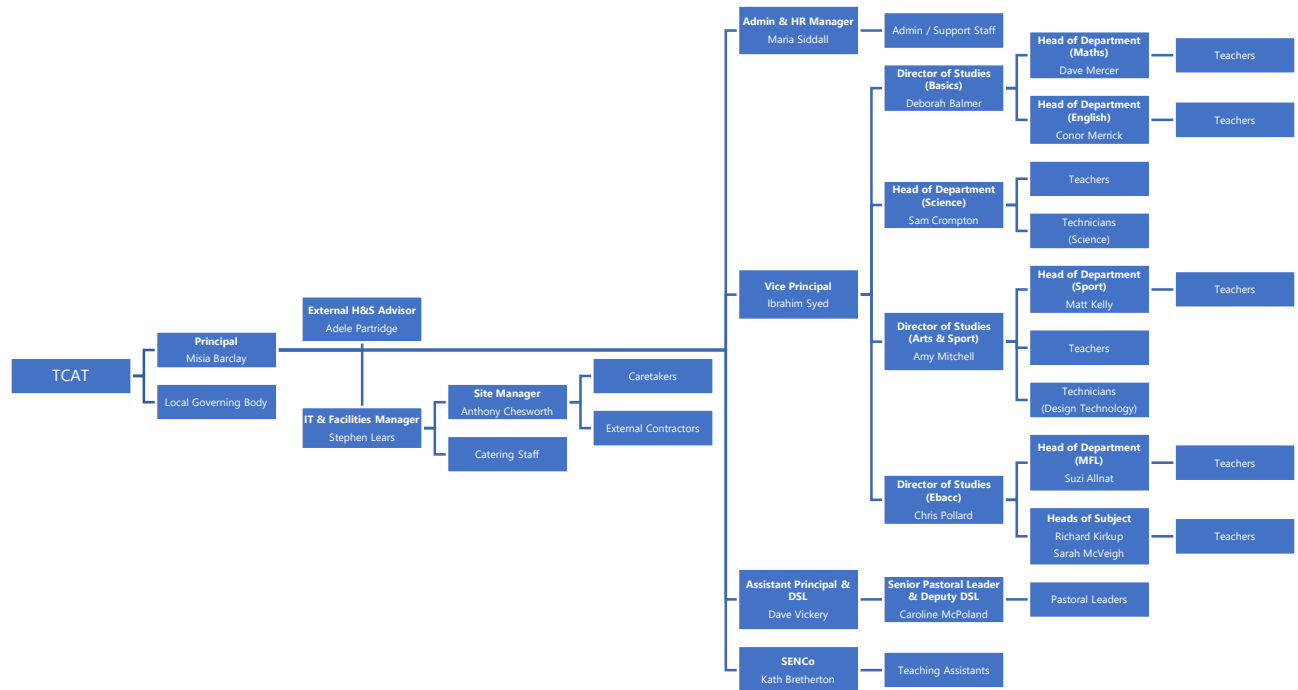 TCAT
Principal
Misia Barclay
Local Governing Body
External H&S Advisor
Adele Partridge
IT & Facilities Manager
Stephen Lears
Site Manager
Anthony Chesworth
Catering Staff
Caretakers
External Contractors
Admin & HR Manager
Maria Siddall
Admin / Support Staff
Vice Principal
Ibrahim Syed
Director of Studies
(Basics)
Deborah Balmer
Head of Department
(Maths)
Dave Mercer
Teachers
Head of Department
(English)
Conor Merrick
Teachers
Head of Department
(Science)
Sam Crompton
Teachers
Technicians
(Science)
Director of Studies
(Arts & Sport)
Amy Mitchell
Head of Department
(Sport)
Matt Kelly
Teachers
Teachers
Technicians
(Design Technology)
Director of Studies
(Ebacc)
Chris Pollard
Head of Department
(MFL)
Suzi Allnat
Teachers
Heads of Subject
Richard Kirkup
Sarah McVeigh
Teachers
Assistant Principal &
DSL
Dave Vickery
Senior Pastoral Leader
& Deputy DSL
Caroline McPoland
Pastoral Leaders
SENCo
Kath Bretherton
Teaching Assistants